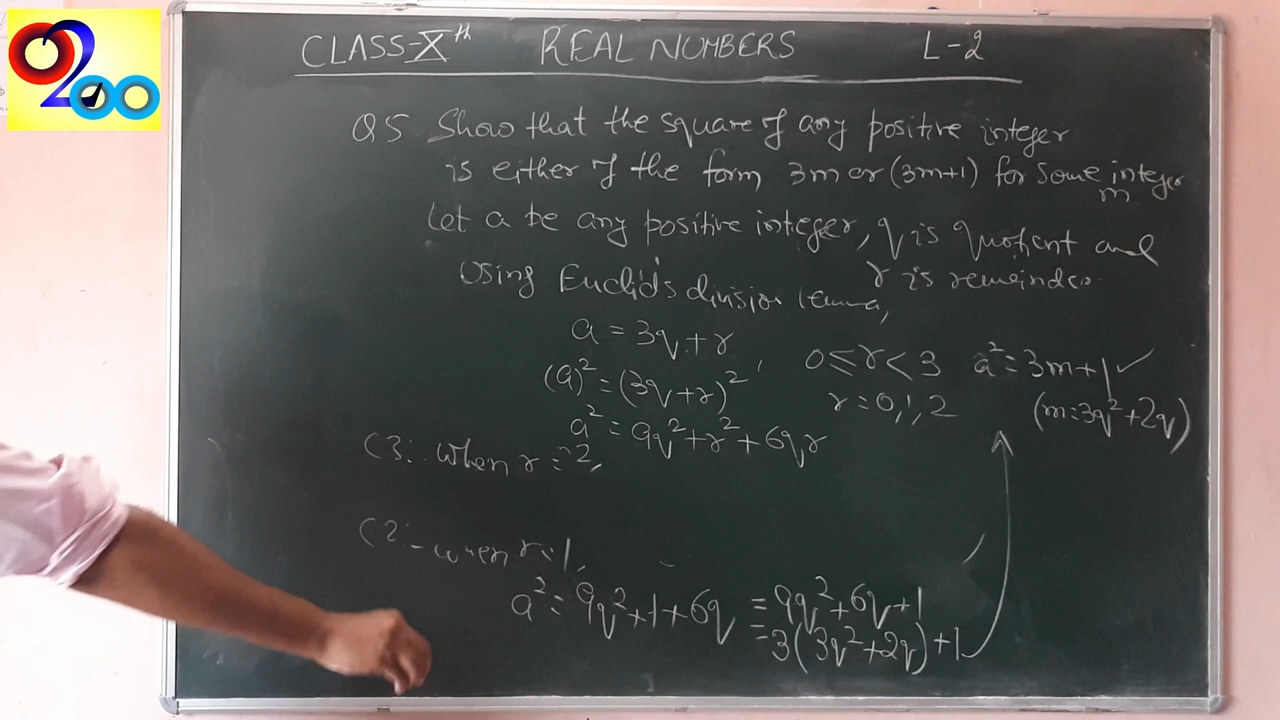 0200
CLASS-Xth REAL NUMBERS L-2
Q5 Show that the square of any positive integer
is either of the form 3m or (3m+1) for some integer
m
Let a be any positive integer, q is quotient and
r is remainder.
Using Euclid's division lemma,
a = 3q + r, 0 ≤ r < 3
(a)² = (3q + r)² r = 0, 1, 2
a² = 9q² + r² + 6qr
a² = 3m + 1 ✓
(m = 3q² + 2q)
C3:- when r = 2,
C2:- when r = 1,
a² = 9q² + 1 + 6q = 9q² + 6q + 1
= 3(3q² + 2q) + 1